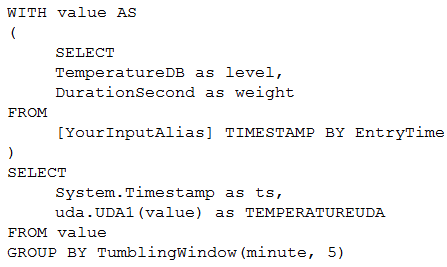 WITH value AS
(
SELECT
TemperatureDB as level,
DurationSecond as weight
FROM
[YourInputAlias] TIMESTAMP BY EntryTime
)
SELECT
System.Timestamp as ts,
uda.UDA1(value) as TEMPERATUREUDA
FROM value
GROUP BY TumblingWindow(minute, 5)